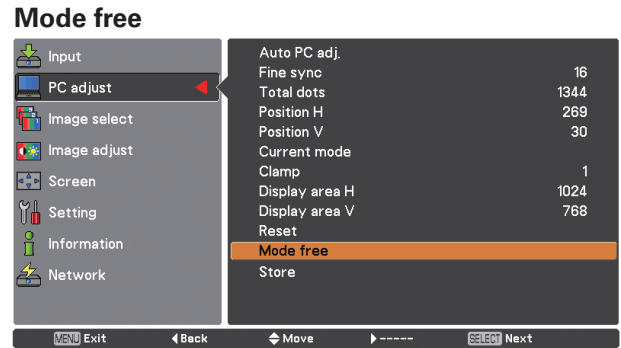 Mode free
Input
PC adjust
Image select
Image adjust
Screen
Setting
Information
Network
Auto PC adj.
Fine sync 16
Total dots 1344
Position H 269
Position V 30
Current mode
Clamp 1
Display area H 1024
Display area V 768
Reset
Mode free
Store
MENU Exit Back Move ----- SELECT Next